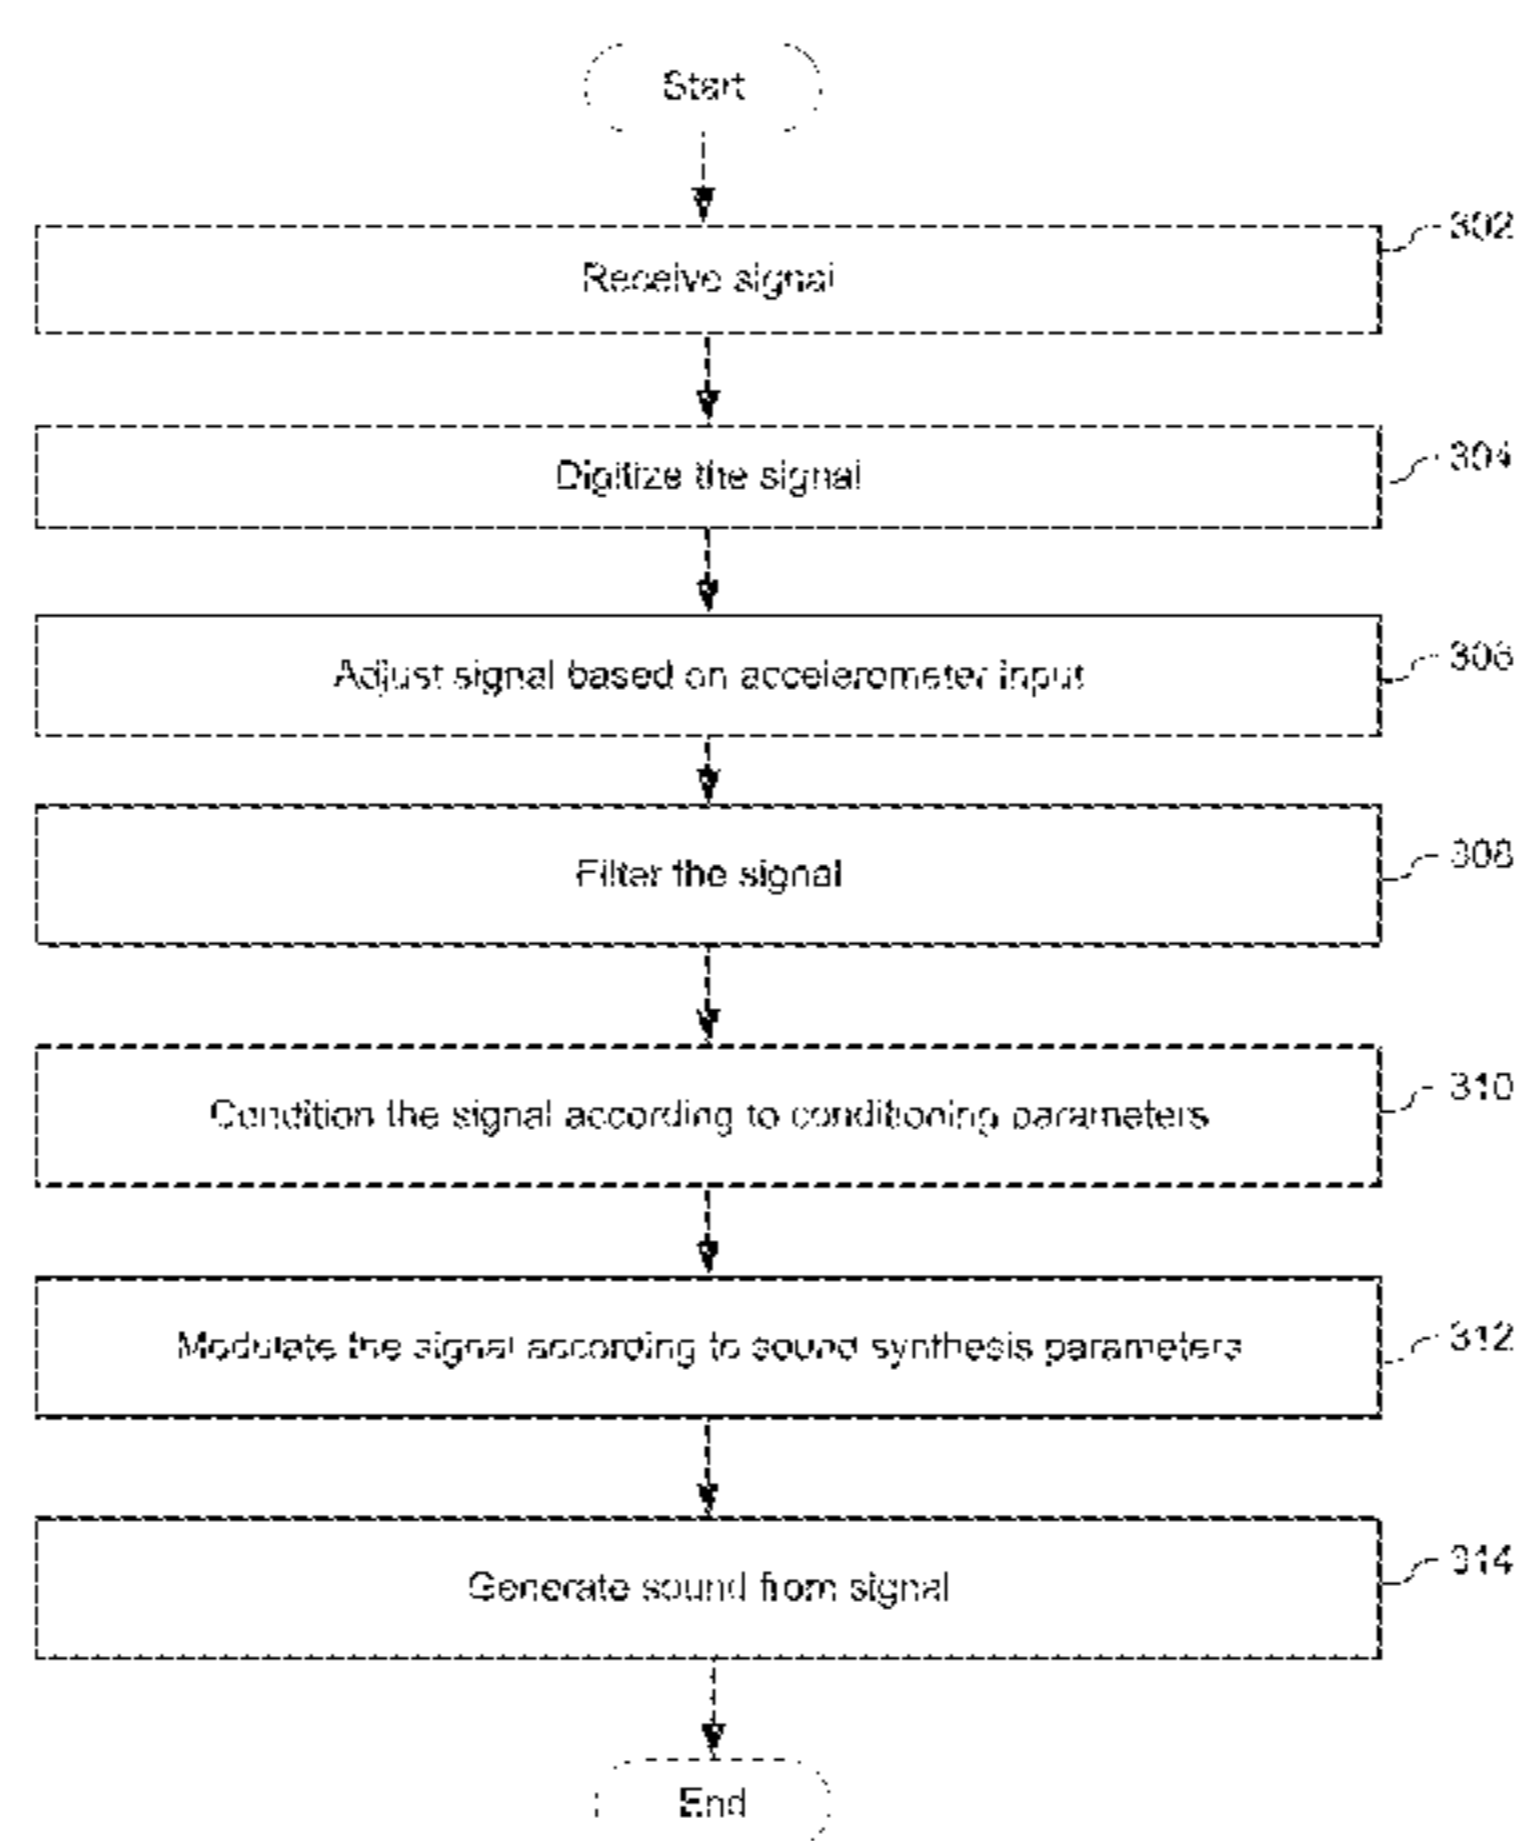 Start
302
Receive signal
304
Digitize the signal
306
Adjust signal based on accelerometer input
308
Filter the signal
310
Condition the signal according to conditioning parameters
312
Modulate the signal according to sound synthesis parameters
314
Generate sound from signal
End